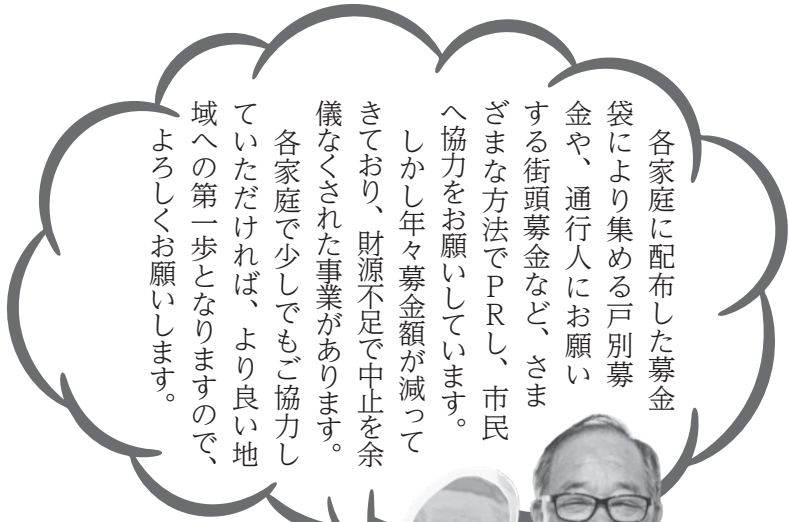 各家庭に配布した募金
袋により集める戸別募
金や、通行人にお願い
する街頭募金など、さま
ざまな方法でＰＲし、市民
へ協力をお願いしています。
しかし年々募金額が減って
きており、財源不足で中止を余
儀なくされた事業があります。
各家庭で少しでもご協力し
ていただければ、より良い地
域への第一歩となりますので、
よろしくお願いします。